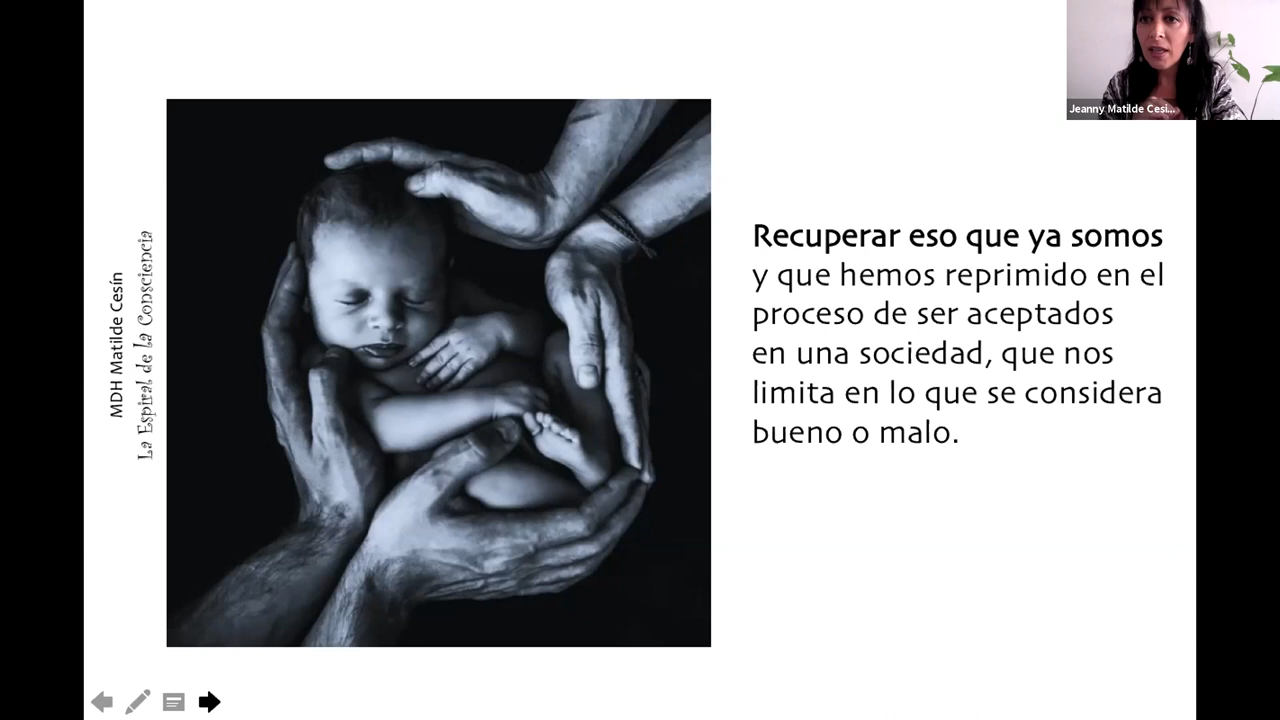 Jeanny Matilde Cesi...
MDH Matilde Cesín
La Espiral de la Consciencia
Recuperar eso que ya somos
y que hemos reprimido en el
proceso de ser aceptados
en una sociedad, que nos
limita en lo que se considera
bueno o malo.